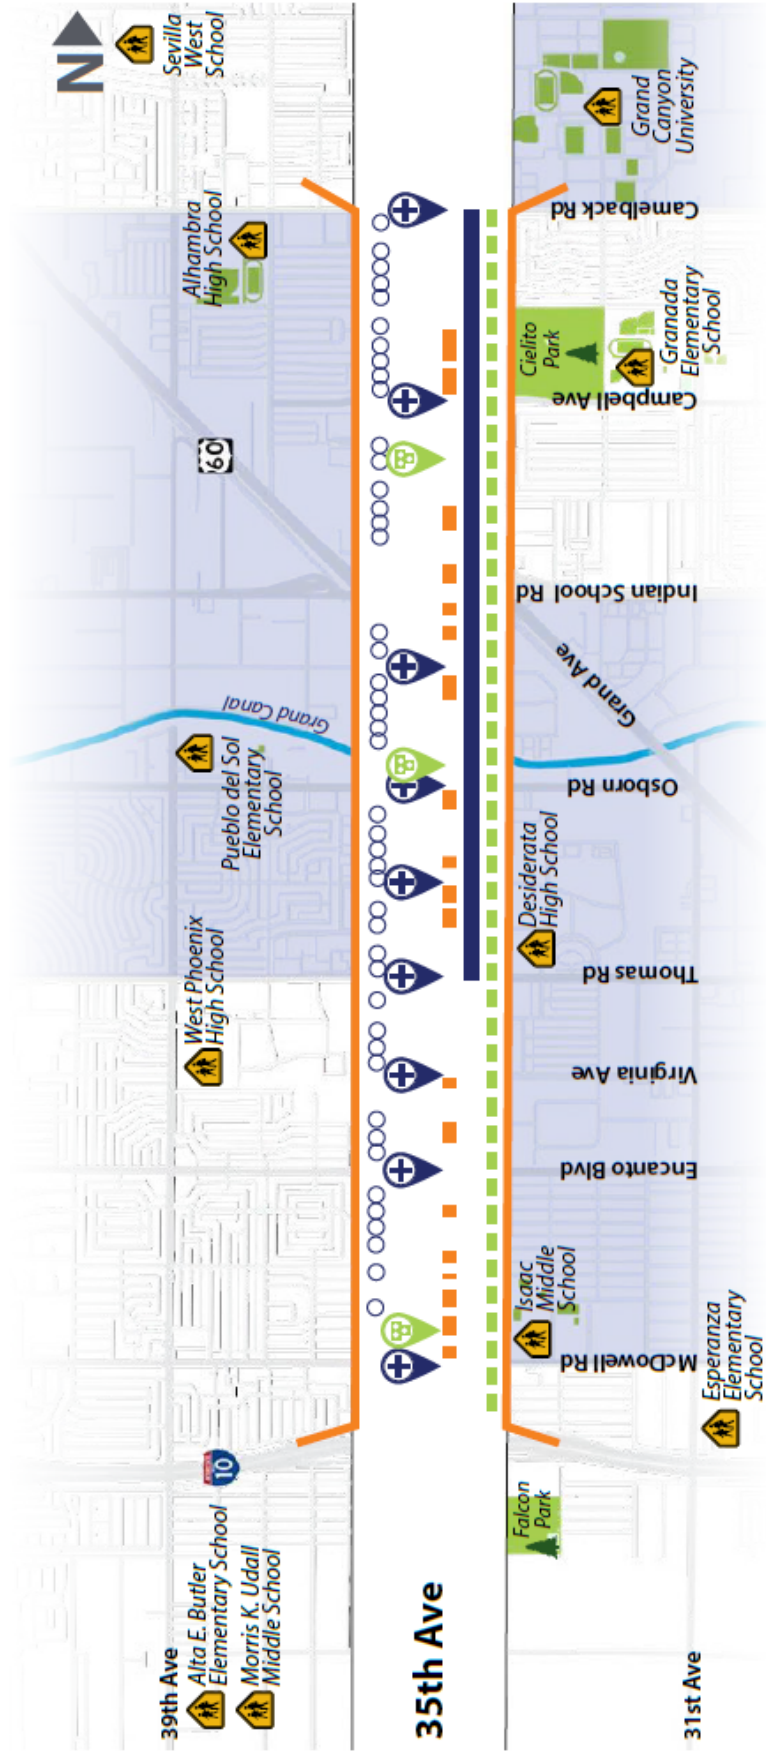 N
Sevilla
West
School
Grand
Canyon
University
Camelback Rd
Alhambra
High School
Cielito
Park
Granada
Elementary
School
Campbell Ave
60
Indian School Rd
Grand Ave
Grand Canal
Pueblo del Sol
Elementary
School
Osborn Rd
Desiderata
High School
West Phoenix
High School
Thomas Rd
Virginia Ave
Encanto Blvd
Isaac
Middle
School
McDowell Rd
Esperanza
Elementary
School
10
Falcon
Park
Alta E. Butler
Elementary School
Morris K. Udall
Middle School
39th Ave
35th Ave
31st Ave